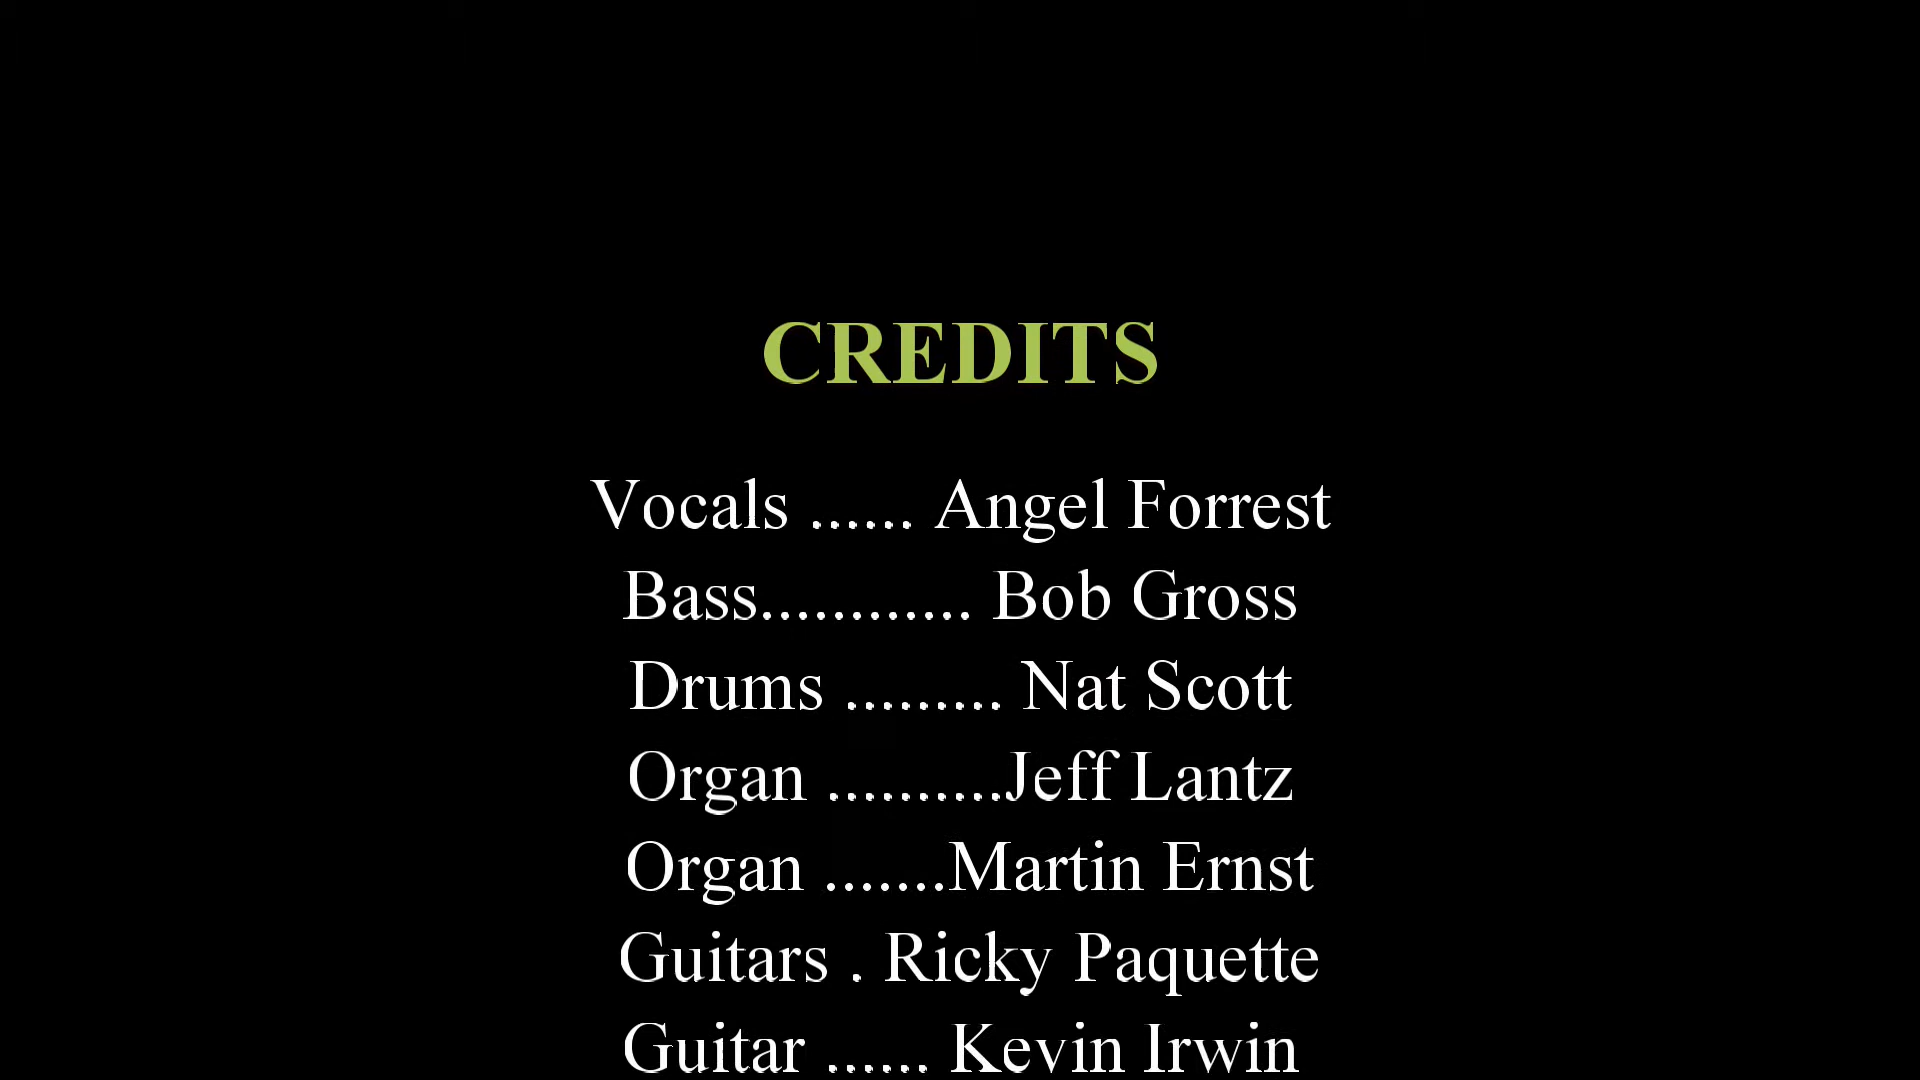 CREDITS
Vocals ...... Angel Forrest
Bass............ Bob Gross
Drums ......... Nat Scott
Organ ..........Jeff Lantz
Organ .......Martin Ernst
Guitars . Ricky Paquette
Guitar ...... Kevin Irwin